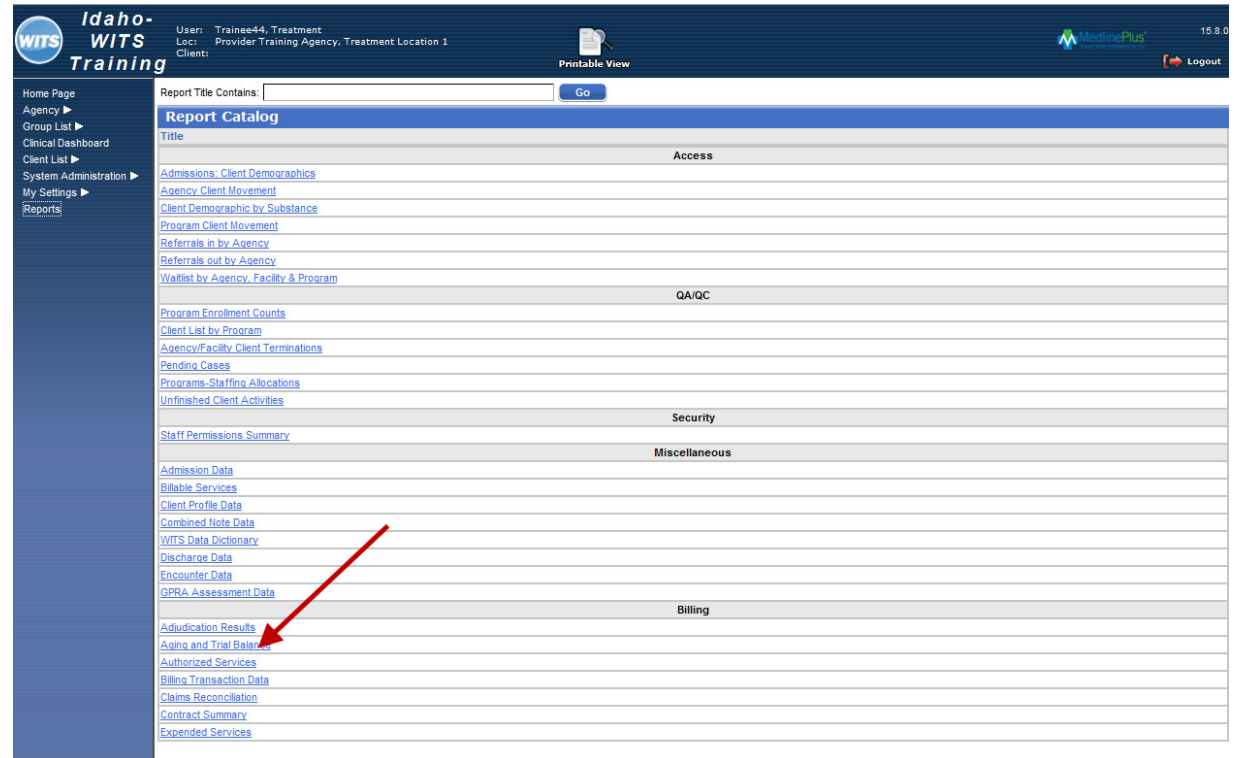 Idaho-
WITS
Training
WITS
User: Trainee44, Treatment
Loc: Provider Training Agency, Treatment Location 1
Client:
Printable View
MedlinePlus
15.8.0
Logout
Home Page
Agency
Group List
Clinical Dashboard
Client List
System Administration
My Settings
Reports
Report Title Contains:
Go
Report Catalog
Title
Access
Admissions: Client Demographics
Agency Client Movement
Client Demographic by Substance
Program Client Movement
Referrals in by Agency
Referrals out by Agency
Waitlist by Agency, Facility & Program
QA/QC
Program Enrollment Counts
Client List by Program
Agency/Facility Client Terminations
Pending Cases
Programs-Staffing Allocations
Unfinished Client Activities
Security
Staff Permissions Summary
Miscellaneous
Admission Data
Billable Services
Client Profile Data
Combined Note Data
WITS Data Dictionary
Discharge Data
Encounter Data
GPRA Assessment Data
Billing
Adjudication Results
Aging and Trial Balance
Authorized Services
Billing Transaction Data
Claims Reconciliation
Contract Summary
Expended Services